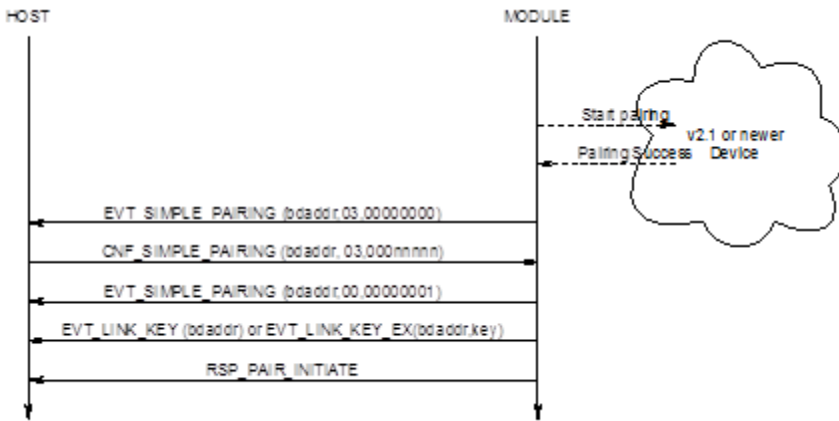 HOST
MODULE
Start pairing
v2.1 or newer
Pairing Success
Device
EVT_SIMPLE_PAIRING (bdaddr,03,00000000)
CNF_SIMPLE_PAIRING (bdaddr, 03,000nnnnn)
EVT_SIMPLE_PAIRING (bdaddr,00,00000001)
EVT_LINK_KEY (bdaddr) or EVT_LINK_KEY_EX(bdaddr,key)
RSP_PAIR_INITIATE